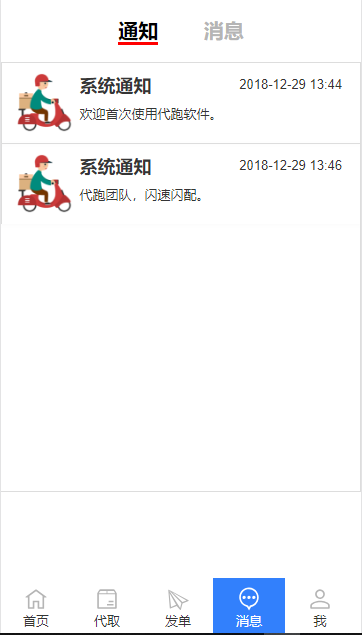 通知 消息
系统通知 2018-12-29 13:44
欢迎首次使用代跑软件。
系统通知 2018-12-29 13:46
代跑团队，闪速闪配。
首页 代取 发单 消息 我